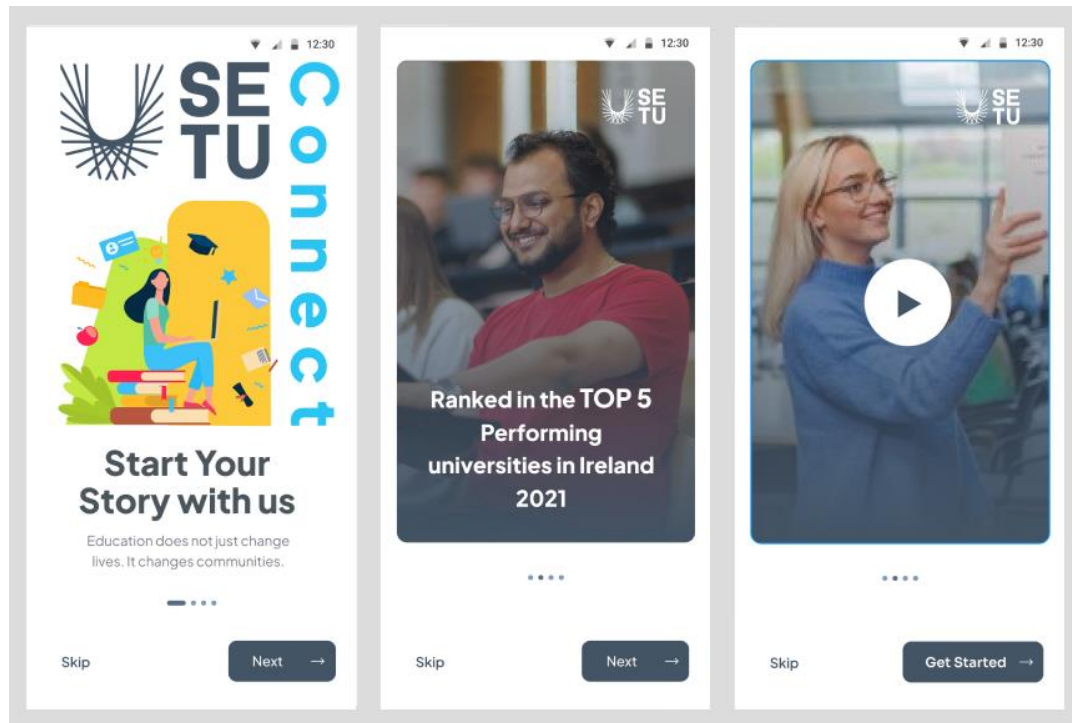 12:30
SE
TU
Connect
Start Your
Story with us
Education does not just change
lives. It changes communities.
Skip
Next →
12:30
SE
TU
Ranked in the TOP 5
Performing
universities in Ireland
2021
Skip
Next →
12:30
SE
TU
Skip
Get Started →